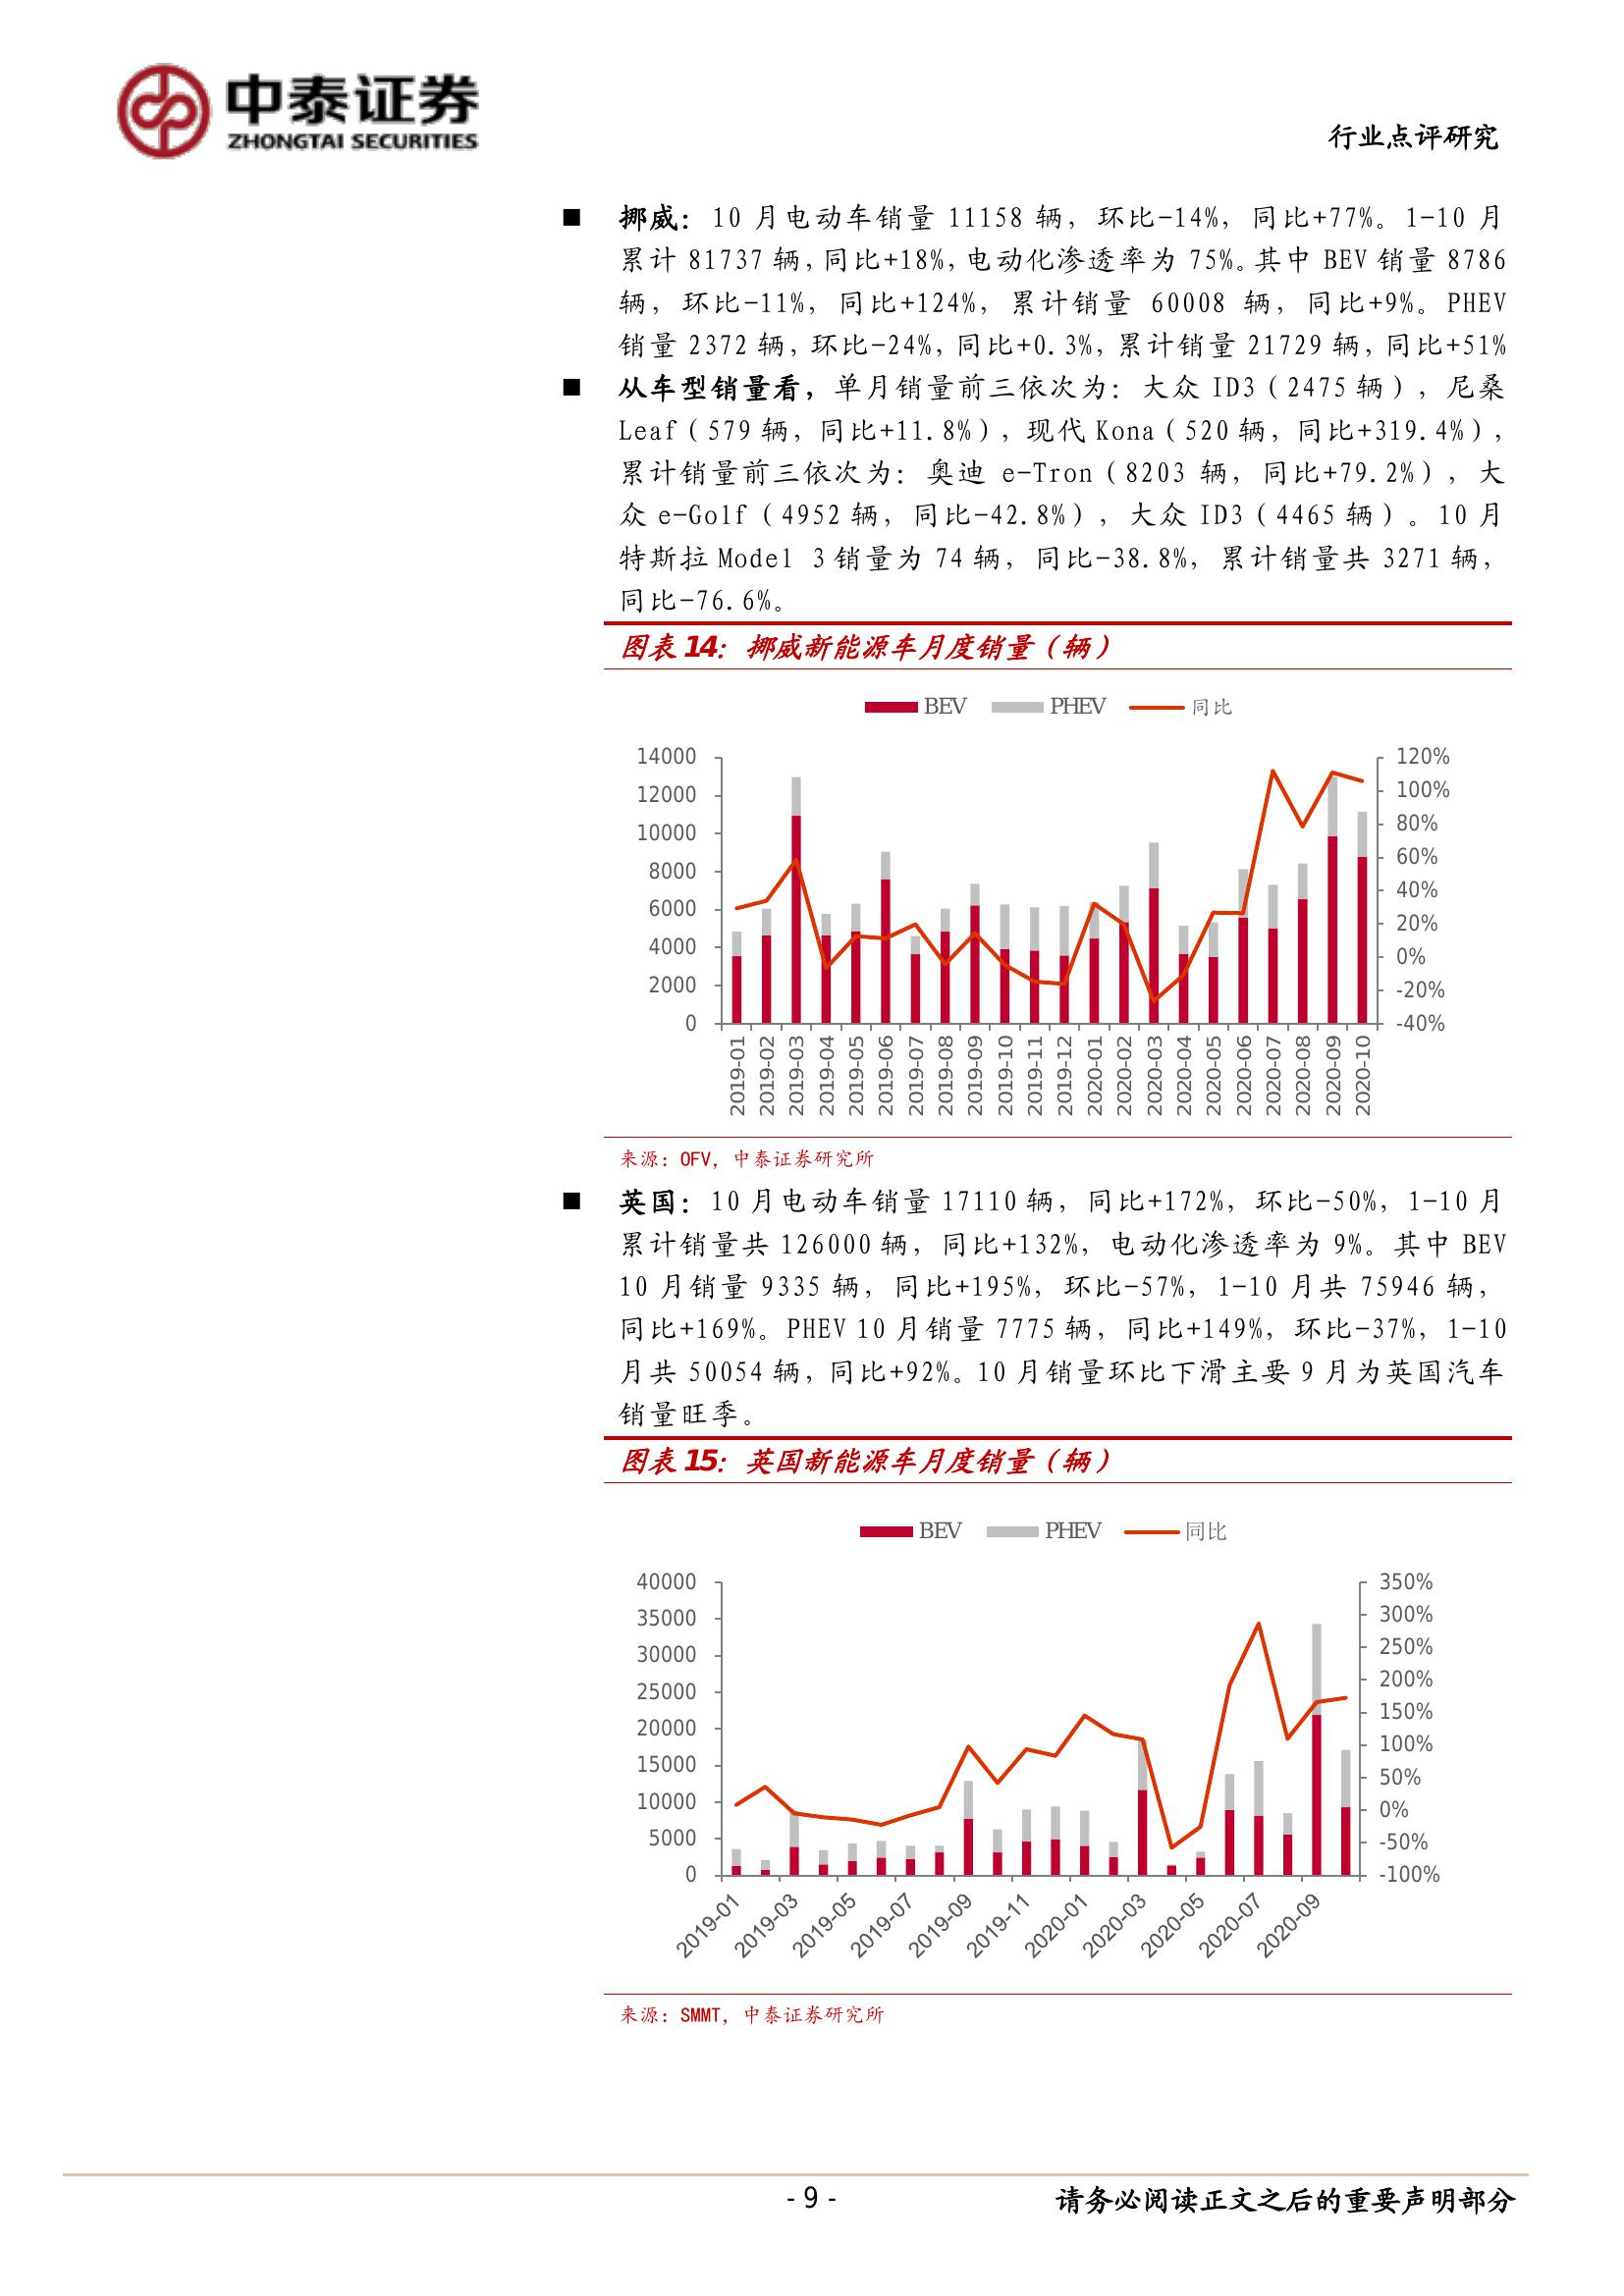 中泰证券
ZHONGTAI SECURITIES
行业点评研究
■ 挪威：10 月电动车销量 11158 辆，环比-14%，同比+77%。1-10 月
累计 81737 辆，同比+18%，电动化渗透率为 75%。其中 BEV 销量 8786
辆，环比-11%，同比+124%，累计销量 60008 辆，同比+9%。PHEV
销量 2372 辆，环比-24%，同比+0.3%，累计销量 21729 辆，同比+51%
■ 从车型销量看，单月销量前三依次为：大众 ID3（2475 辆），尼桑
Leaf（579 辆，同比+11.8%），现代 Kona（520 辆，同比+319.4%），
累计销量前三依次为：奥迪 e-Tron（8203 辆，同比+79.2%），大
众 e-Golf（4952 辆，同比-42.8%），大众 ID3（4465 辆）。10 月
特斯拉 Model 3 销量为 74 辆，同比-38.8%，累计销量共 3271 辆，
同比-76.6%。
图表 14：挪威新能源车月度销量（辆）
BEV PHEV 同比
14000 120%
12000 100%
10000 80%
8000 60%
6000 40%
4000 20%
2000 0%
0 -20%
-40%
2019-01 2019-02 2019-03 2019-04 2019-05 2019-06 2019-07 2019-08 2019-09 2019-10 2019-11 2019-12 2020-01 2020-02 2020-03 2020-04 2020-05 2020-06 2020-07 2020-08 2020-09 2020-10
来源：OFV，中泰证券研究所
■ 英国：10 月电动车销量 17110 辆，同比+172%，环比-50%，1-10 月
累计销量共 126000 辆，同比+132%，电动化渗透率为 9%。其中 BEV
10 月销量 9335 辆，同比+195%，环比-57%，1-10 月共 75946 辆，
同比+169%。PHEV 10 月销量 7775 辆，同比+149%，环比-37%，1-10
月共 50054 辆，同比+92%。10 月销量环比下滑主要 9 月为英国汽车
销量旺季。
图表 15：英国新能源车月度销量（辆）
BEV PHEV 同比
40000 350%
35000 300%
30000 250%
25000 200%
20000 150%
15000 100%
10000 50%
5000 0%
0 -50%
-100%
2019-01 2019-03 2019-05 2019-07 2019-09 2019-11 2020-01 2020-03 2020-05 2020-07 2020-09
来源：SMMT，中泰证券研究所
- 9 - 请务必阅读正文之后的重要声明部分